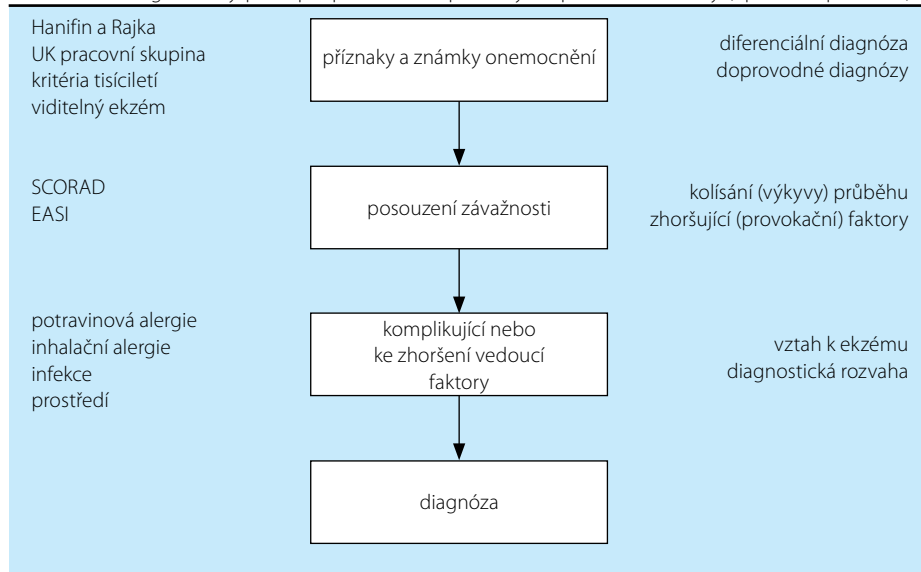 Hanifin a Rajka
UK pracovní skupina
kritéria tisíciletí
viditelný ekzém
příznaky a známky onemocnění
diferenciální diagnóza
doprovodné diagnózy
SCORAD
EASI
posouzení závažnosti
kolísání (výkyvy) průběhu
zhoršující (provokační) faktory
potravinová alergie
inhalační alergie
infekce
prostředí
komplikující nebo
ke zhoršení vedoucí
faktory
vztah k ekzému
diagnostická rozvaha
diagnóza